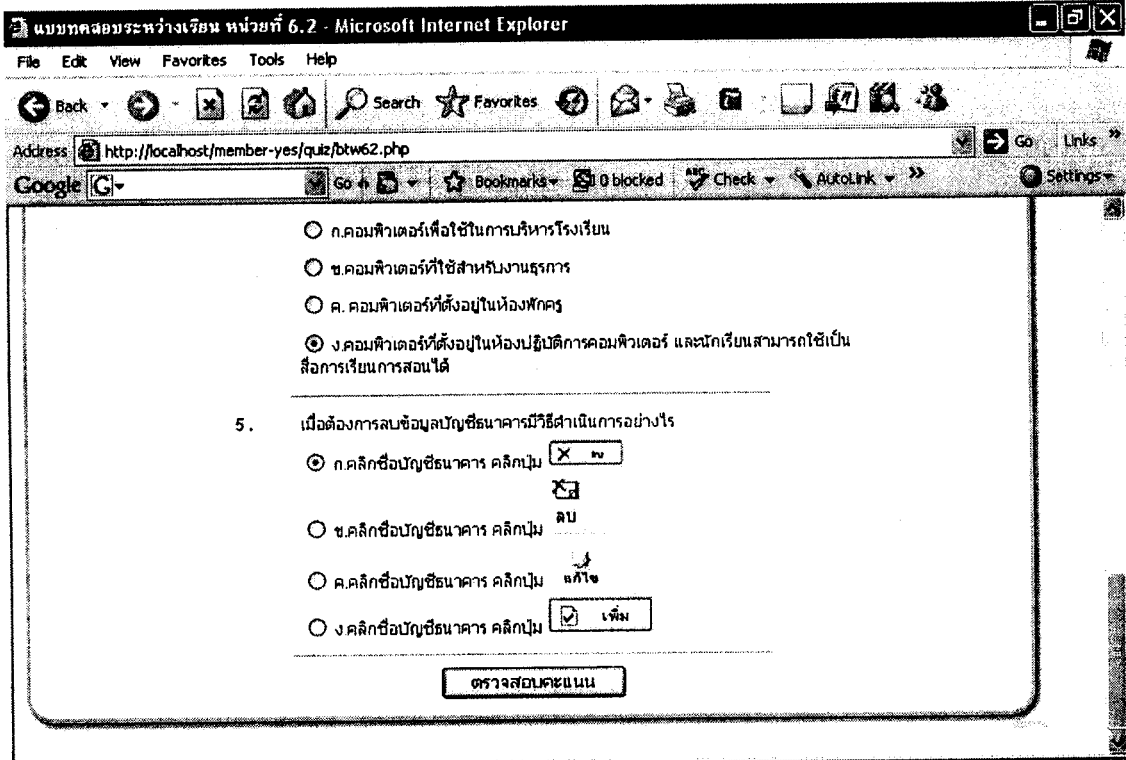 แบบทดสอบระหว่างเรียน หน่วยที่ 6.2 - Microsoft Internet Explorer
File Edit View Favorites Tools Help
Back Search Favorites
Address http://localhost/member-yes/quiz/btw62.php Go Links »
Google G Go Bookmarks 0 blocked ABC Check AutoLink » Settings
ก.คอมพิวเตอร์เพื่อใช้ในการบริหารโรงเรียน
ข.คอมพิวเตอร์ที่ใช้สำหรับงานธุรการ
ค. คอมพิวเตอร์ที่ตั้งอยู่ในห้องพักครู
ง.คอมพิวเตอร์ที่ตั้งอยู่ในห้องปฏิบัติการคอมพิวเตอร์ และนักเรียนสามารถใช้เป็น
สื่อการเรียนการสอนได้
5. เมื่อต้องการลบข้อมูลบัญชีธนาคารมีวิธีดำเนินการอย่างไร
ก.คลิกชื่อบัญชีธนาคาร คลิกปุ่ม
ลบ
ข.คลิกชื่อบัญชีธนาคาร คลิกปุ่ม
ค.คลิกชื่อบัญชีธนาคาร คลิกปุ่ม แก้ไข
ง.คลิกชื่อบัญชีธนาคาร คลิกปุ่ม เพิ่ม
ตรวจสอบคะแนน